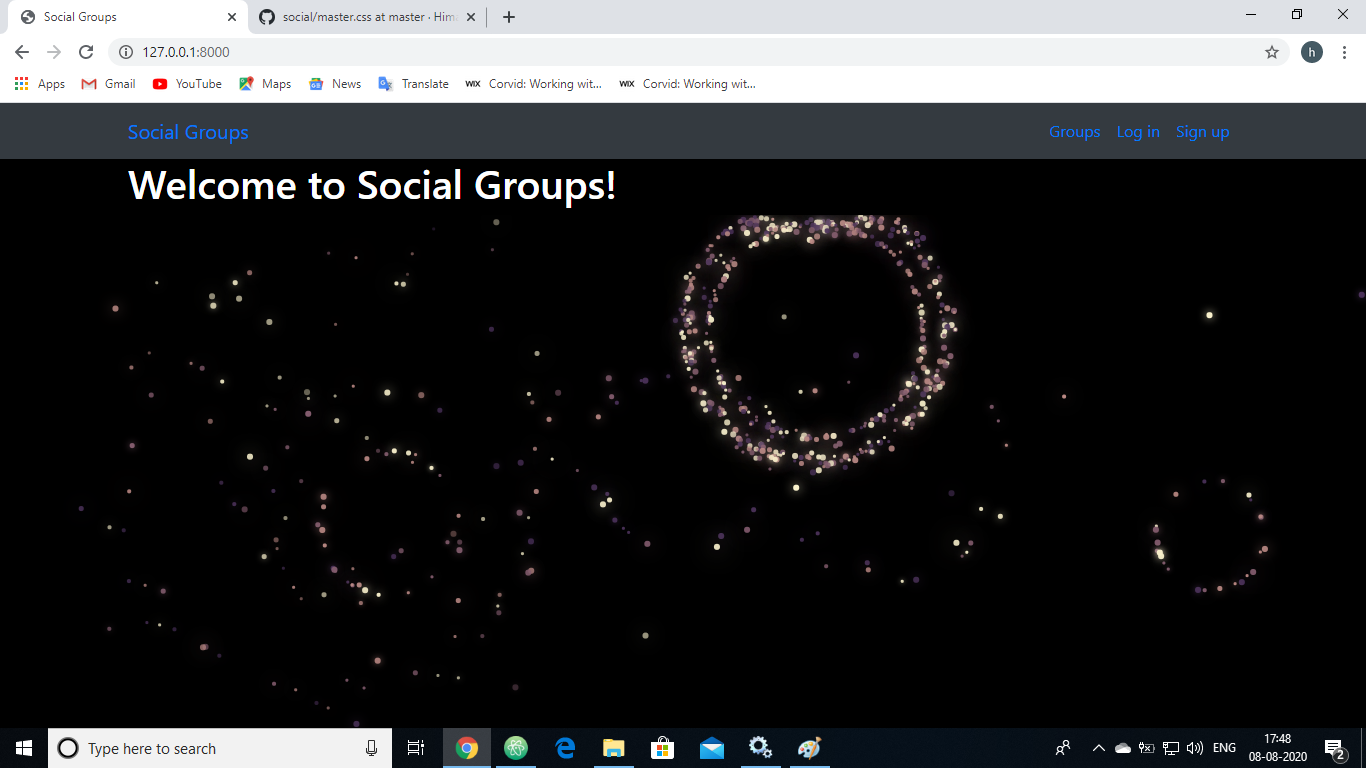 Social Groups
social/master.css at master · Him
127.0.0.1:8000
h
Apps Gmail YouTube Maps News Translate WIX Corvid: Working wit... WIX Corvid: Working wit...
Social Groups Groups Log in Sign up
Welcome to Social Groups!
Type here to search
ENG
17:48
08-08-2020
2